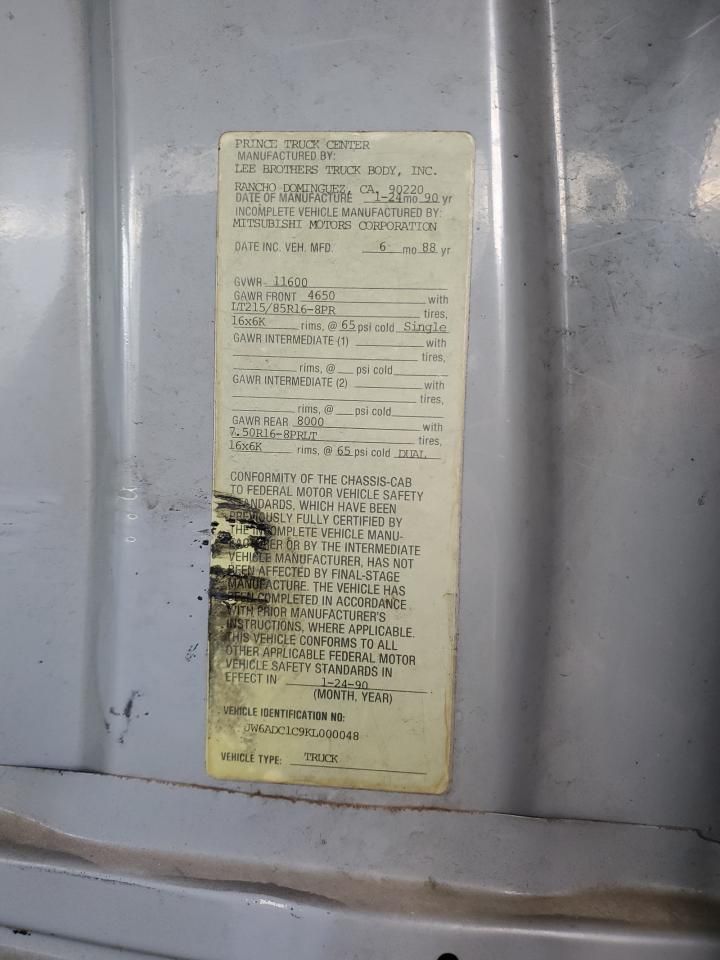 PRINCE TRUCK CENTER
MANUFACTURED BY:
LEE BROTHERS TRUCK BODY, INC.
RANCHO DOMINGUEZ, CA. 90220
DATE OF MANUFACTURE 1-24 mo 90 yr
INCOMPLETE VEHICLE MANUFACTURED BY:
MITSUBISHI MOTORS CORPORATION
DATE INC. VEH. MFD. 6 mo 88 yr
GVWR 11600
GAWR FRONT 4650 with
LT215/85R16-8PR tires,
16x6K rims, @ 65 psi cold Single
GAWR INTERMEDIATE (1) with
tires,
rims, @ psi cold
GAWR INTERMEDIATE (2) with
tires,
rims, @ psi cold
GAWR REAR 8000 with
7.50R16-8PRLT tires,
16x6K rims, @ 65 psi cold DUAL
CONFORMITY OF THE CHASSIS-CAB
TO FEDERAL MOTOR VEHICLE SAFETY
STANDARDS, WHICH HAVE BEEN
PREVIOUSLY FULLY CERTIFIED BY
THE INCOMPLETE VEHICLE MANU-
FACTURER OR BY THE INTERMEDIATE
VEHICLE MANUFACTURER, HAS NOT
BEEN AFFECTED BY FINAL-STAGE
MANUFACTURE. THE VEHICLE HAS
BEEN COMPLETED IN ACCORDANCE
WITH PRIOR MANUFACTURER'S
INSTRUCTIONS, WHERE APPLICABLE.
THIS VEHICLE CONFORMS TO ALL
OTHER APPLICABLE FEDERAL MOTOR
VEHICLE SAFETY STANDARDS IN
EFFECT IN 1-24-90
(MONTH, YEAR)
VEHICLE IDENTIFICATION NO:
JW6ADC1C9KL000048
VEHICLE TYPE: TRUCK